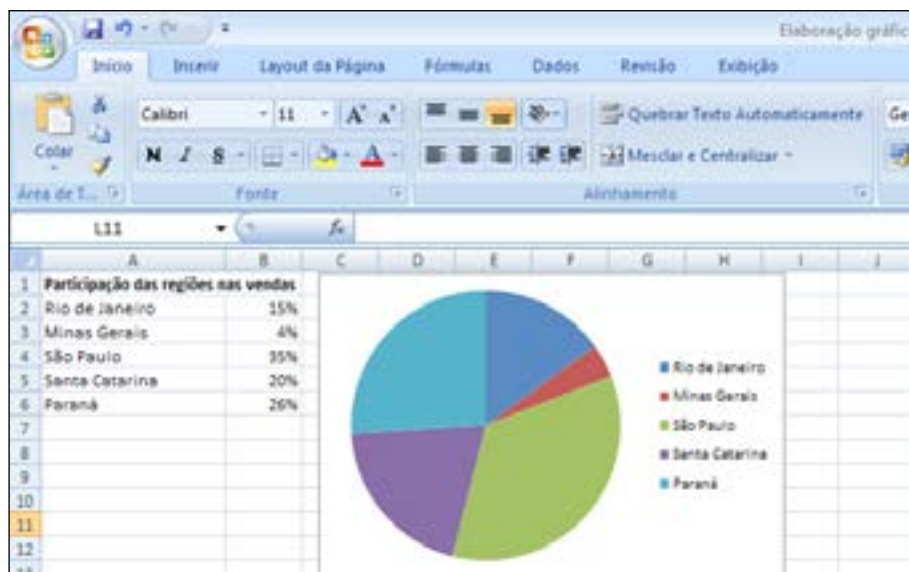 Elaboração gráfic
Início Inserir Layout da Página Fórmulas Dados Revisão Exibição
Calibri 11 A A Quebrar Texto Automaticamente Ge
Colar N I S A Mesclar e Centralizar
Área de T... Fonte Alinhamento
L11 fx
A B C D E F G H I J
1 Participação das regiões nas vendas
2 Rio de Janeiro 15%
3 Minas Gerais 4%
4 São Paulo 35%
5 Santa Catarina 20%
6 Paraná 26%
7
8
9
10
11
12
13
Rio de Janeiro
Minas Gerais
São Paulo
Santa Catarina
Paraná